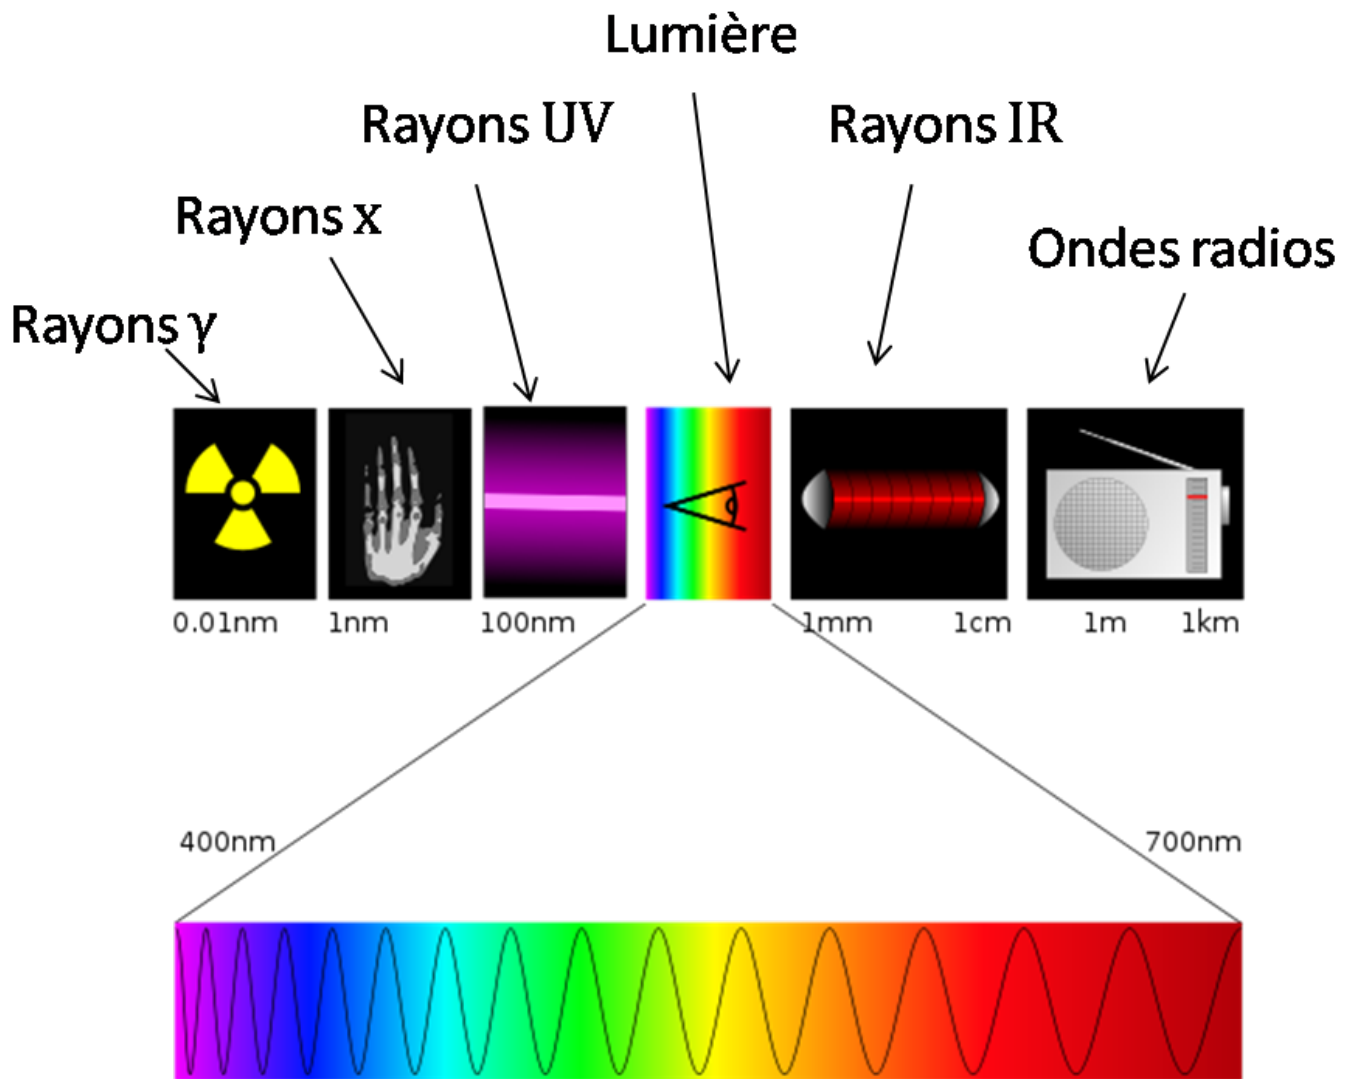 Lumière
Rayons UV
Rayons IR
Rayons x
Ondes radios
Rayons γ
0.01nm
1nm
100nm
1mm
1cm
1m
1km
400nm
700nm